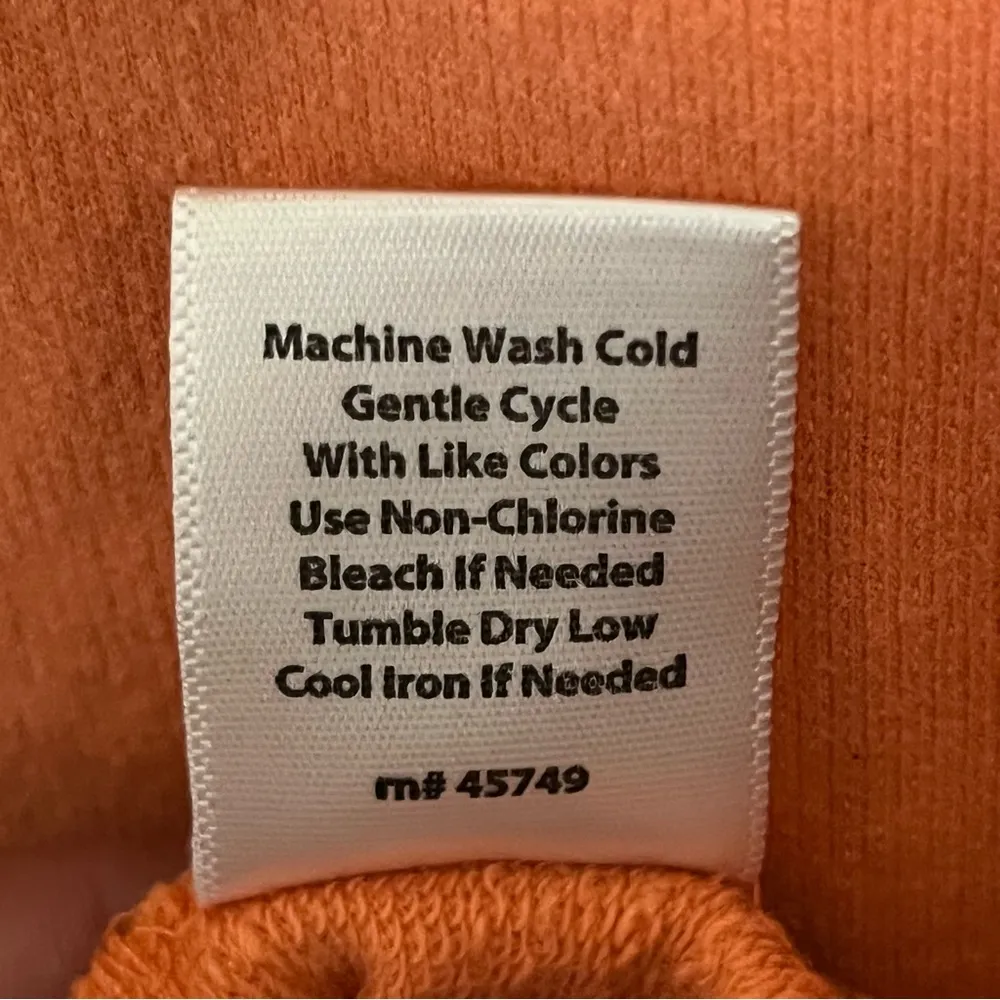 Machine Wash Cold
Gentle Cycle
With Like Colors
Use Non-Chlorine
Bleach If Needed
Tumble Dry Low
Cool Iron If Needed
rn# 45749